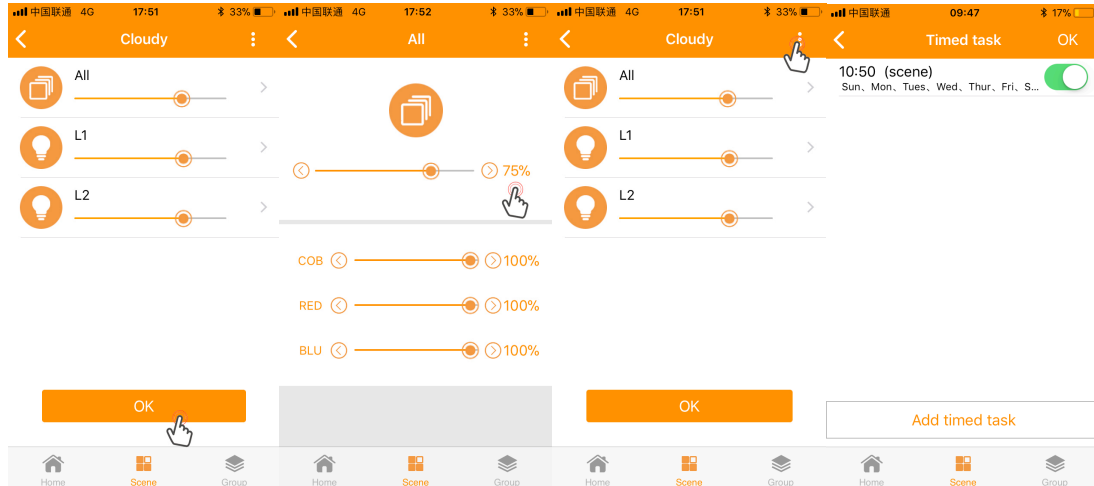 中国联通 4G 17:51 33%
Cloudy
All
L1
L2
OK
Home Scene Group
中国联通 4G 17:52 33%
All
75%
COB 100%
RED 100%
BLU 100%
Home Scene Group
中国联通 4G 17:51 33%
Cloudy
All
L1
L2
OK
Home Scene Group
中国联通 09:47 17%
Timed task OK
10:50 (scene)
Sun、Mon、Tues、Wed、Thur、Fri、S...
Add timed task
Home Scene Group